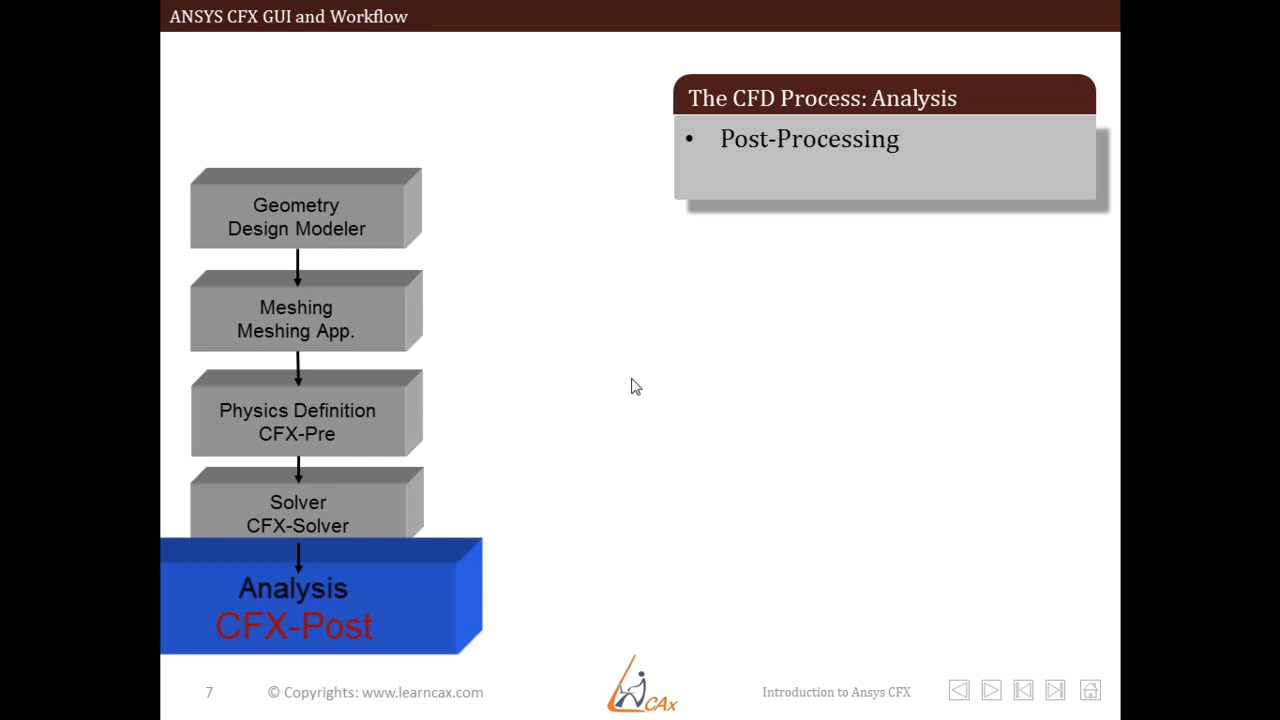 ANSYS CFX GUI and Workflow
The CFD Process: Analysis
• Post-Processing
Geometry
Design Modeler
Meshing
Meshing App.
Physics Definition
CFX-Pre
Solver
CFX-Solver
Analysis
CFX-Post
7
© Copyrights: www.learncax.com
CAx
Introduction to Ansys CFX